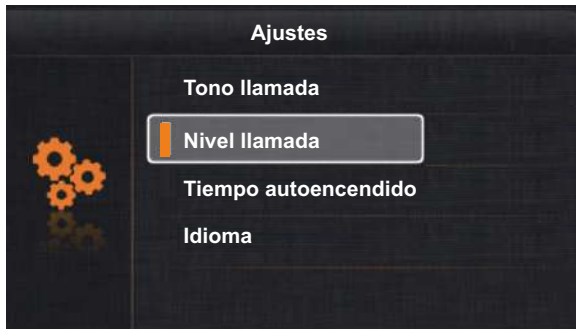 Ajustes
Tono llamada
Nivel llamada
Tiempo autoencendido
Idioma